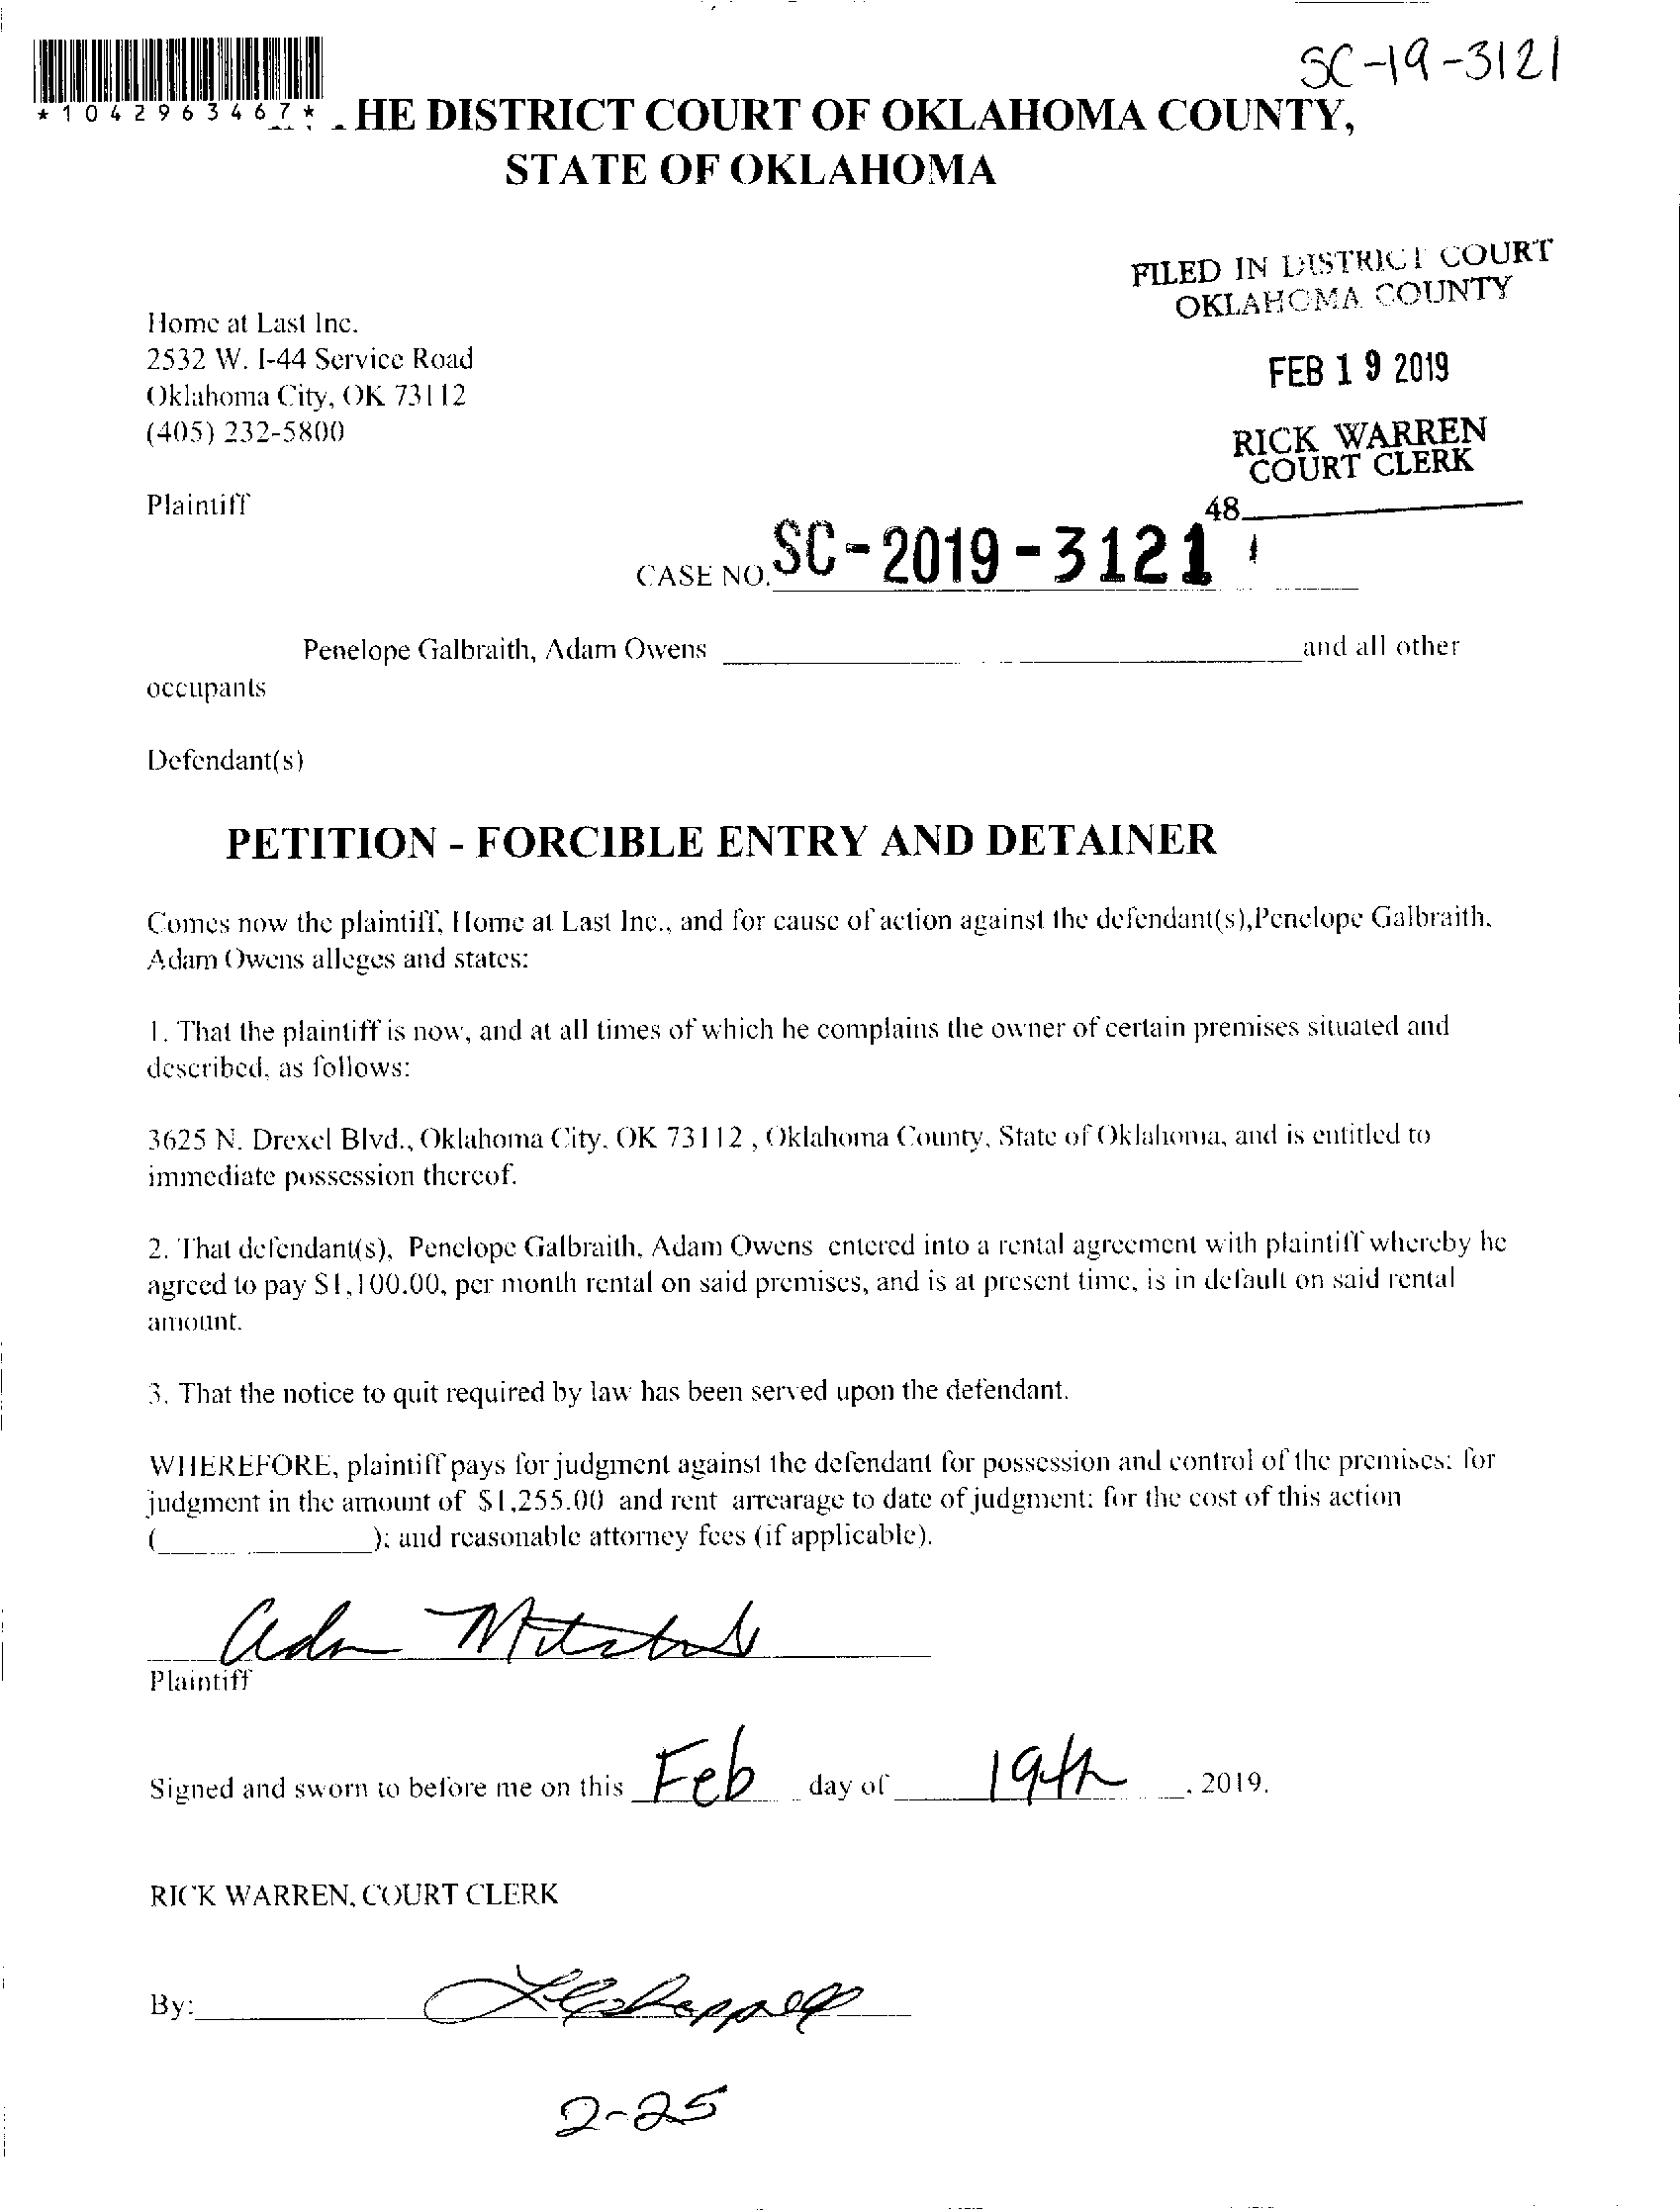 SC-19-3121
*1042963467*
HE DISTRICT COURT OF OKLAHOMA COUNTY,
STATE OF OKLAHOMA
FILED IN DISTRICT COURT
OKLAHOMA COUNTY
FEB 19 2019
RICK WARREN
COURT CLERK
48
Home at Last Inc.
2532 W. I-44 Service Road
Oklahoma City, OK 73112
(405) 232-5800
Plaintiff
CASE NO. SC-2019-3121
Penelope Galbraith, Adam Owens and all other
occupants
Defendant(s)
PETITION - FORCIBLE ENTRY AND DETAINER
Comes now the plaintiff, Home at Last Inc., and for cause of action against the defendant(s),Penelope Galbraith,
Adam Owens alleges and states:
1. That the plaintiff is now, and at all times of which he complains the owner of certain premises situated and
described, as follows:
3625 N. Drexel Blvd., Oklahoma City, OK 73112 , Oklahoma County, State of Oklahoma, and is entitled to
immediate possession thereof.
2. That defendant(s), Penelope Galbraith, Adam Owens entered into a rental agreement with plaintiff whereby he
agreed to pay $1,100.00, per month rental on said premises, and is at present time, is in default on said rental
amount.
3. That the notice to quit required by law has been served upon the defendant.
WHEREFORE, plaintiff pays for judgment against the defendant for possession and control of the premises; for
judgment in the amount of $1,255.00 and rent arrearage to date of judgment; for the cost of this action
(____________); and reasonable attorney fees (if applicable).
Plaintiff
Signed and sworn to before me on this Feb day of 19th, 2019.
RICK WARREN, COURT CLERK
By:
2-25